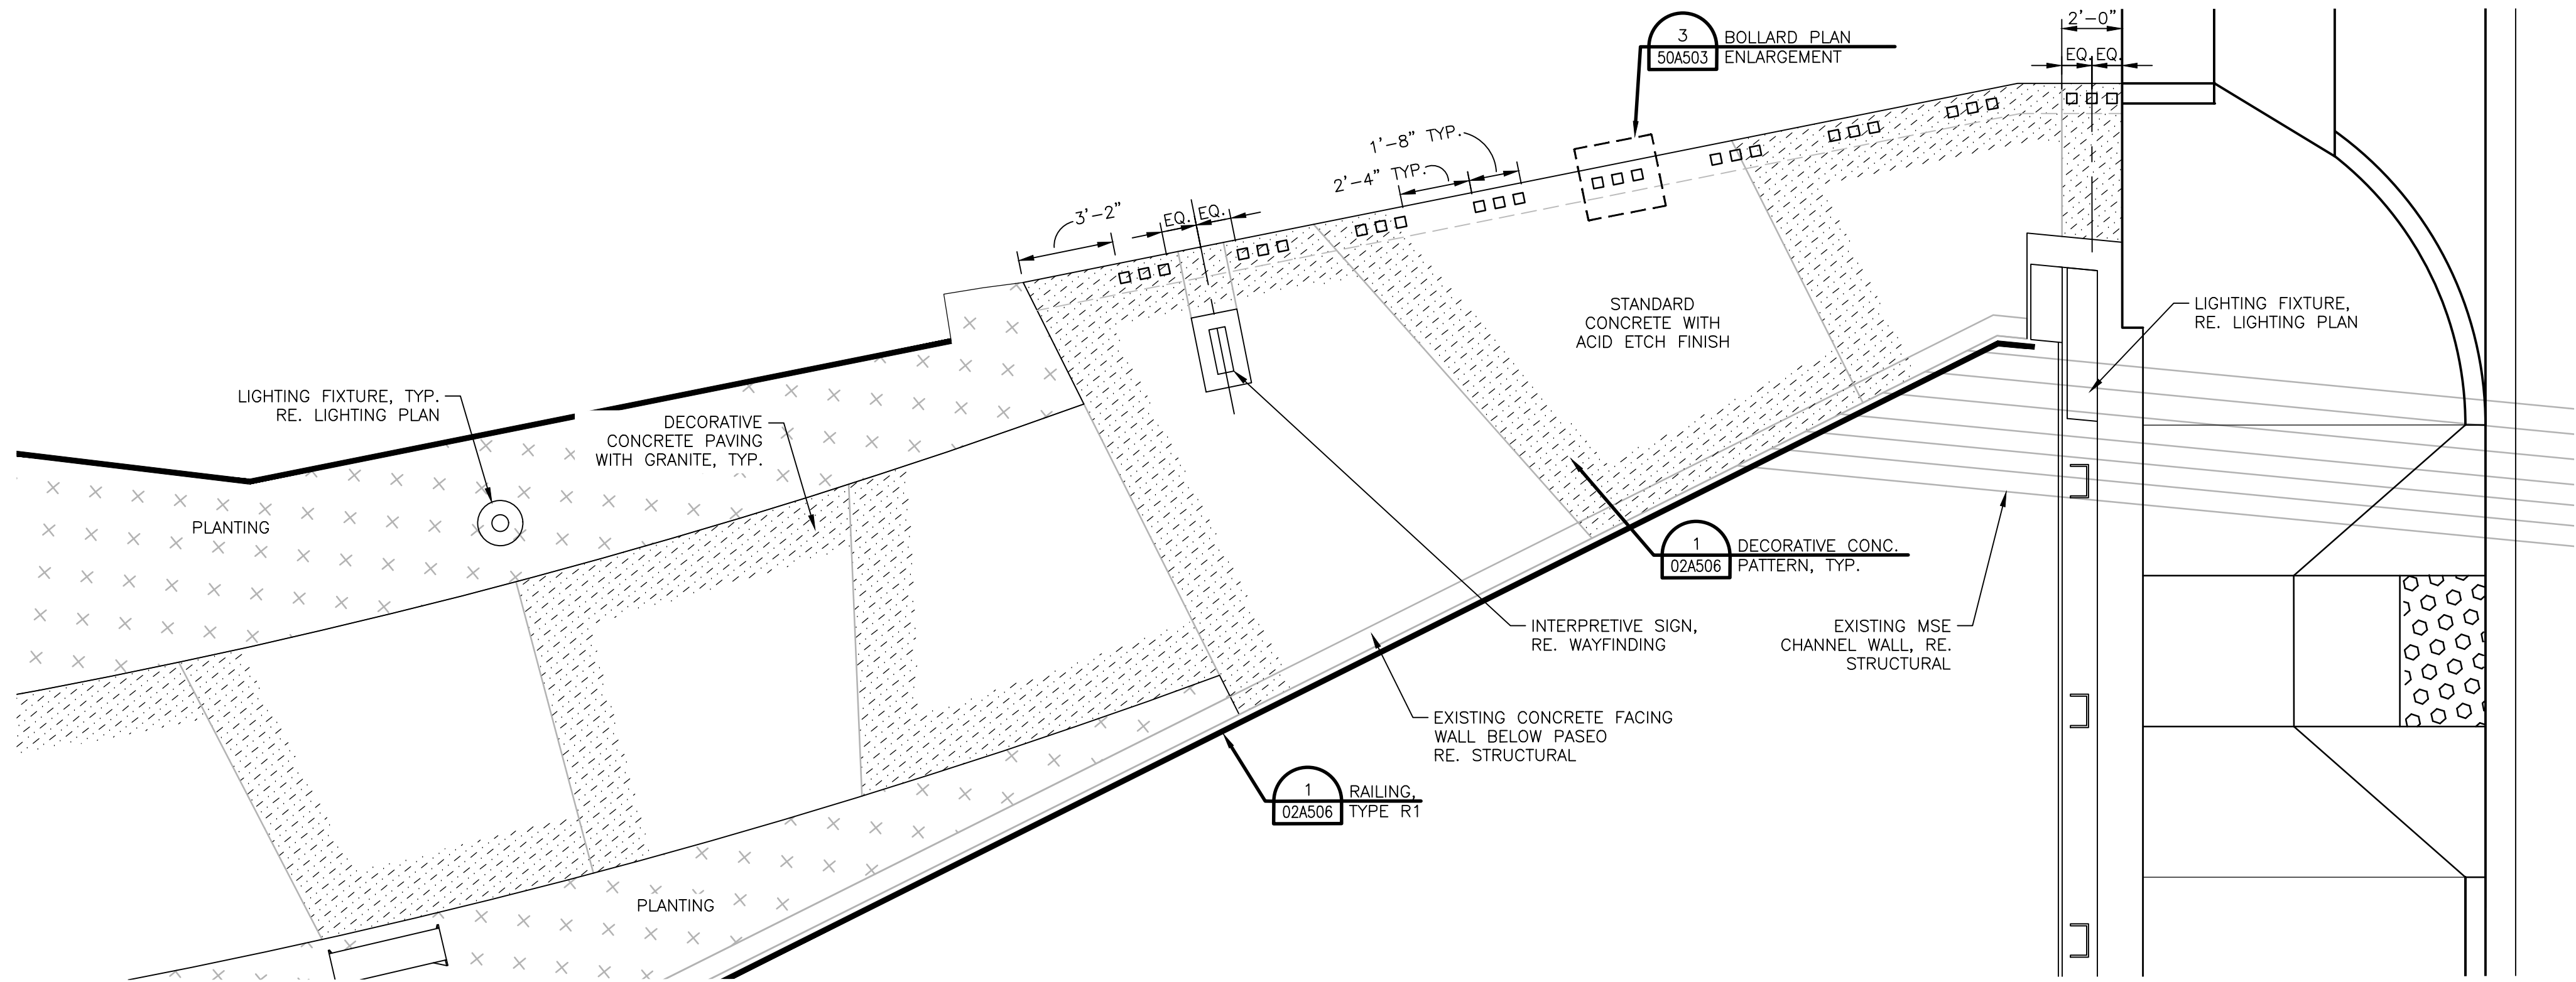 2'-0"
EQ. EQ.
3
50A503
BOLLARD PLAN
ENLARGEMENT
1'-8" TYP.
2'-4" TYP.
3'-2"
EQ. EQ.
STANDARD
CONCRETE WITH
ACID ETCH FINISH
LIGHTING FIXTURE,
RE. LIGHTING PLAN
LIGHTING FIXTURE, TYP.
RE. LIGHTING PLAN
DECORATIVE
CONCRETE PAVING
WITH GRANITE, TYP.
PLANTING
1
02A506
DECORATIVE CONC.
PATTERN, TYP.
INTERPRETIVE SIGN,
RE. WAYFINDING
EXISTING MSE
CHANNEL WALL, RE.
STRUCTURAL
EXISTING CONCRETE FACING
WALL BELOW PASEO
RE. STRUCTURAL
1
02A506
RAILING,
TYPE R1
PLANTING